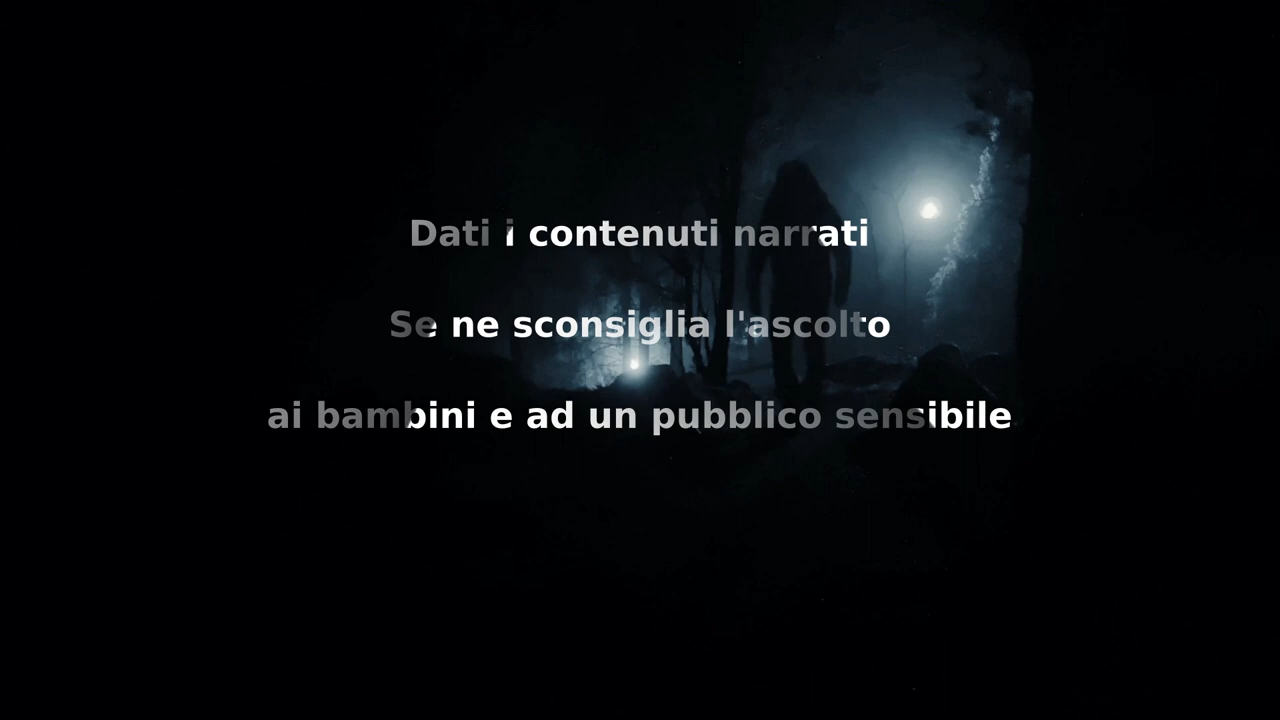 Dati i contenuti narrati
Se ne sconsiglia l'ascolto
ai bambini e ad un pubblico sensibile